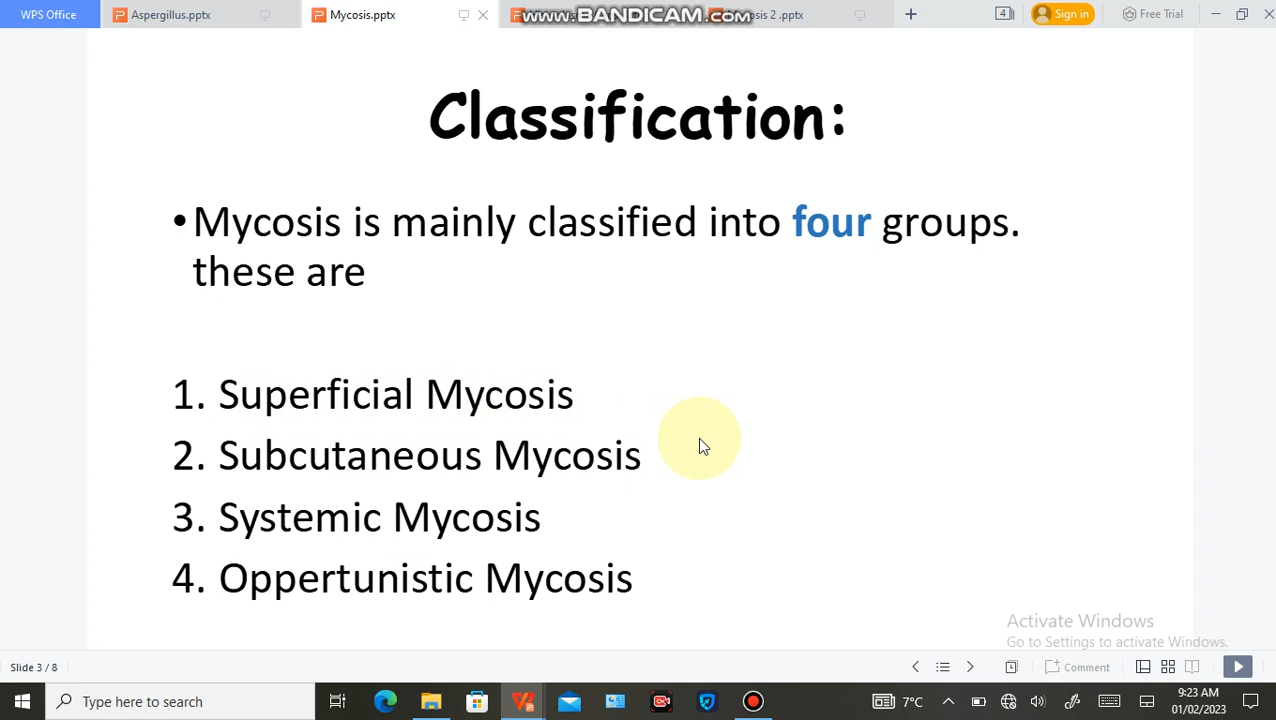 WPS Office
Aspergillus.pptx
Mycosis.pptx
www.BANDICAM.com
2 .pptx
4
Sign in
Free Trial
Classification:
•Mycosis is mainly classified into four groups.
these are
1. Superficial Mycosis
2. Subcutaneous Mycosis
3. Systemic Mycosis
4. Oppertunistic Mycosis
Activate Windows
Go to Settings to activate Windows.
Slide 3 / 8
Comment
Type here to search
7°C
9:23 AM
01/02/2023